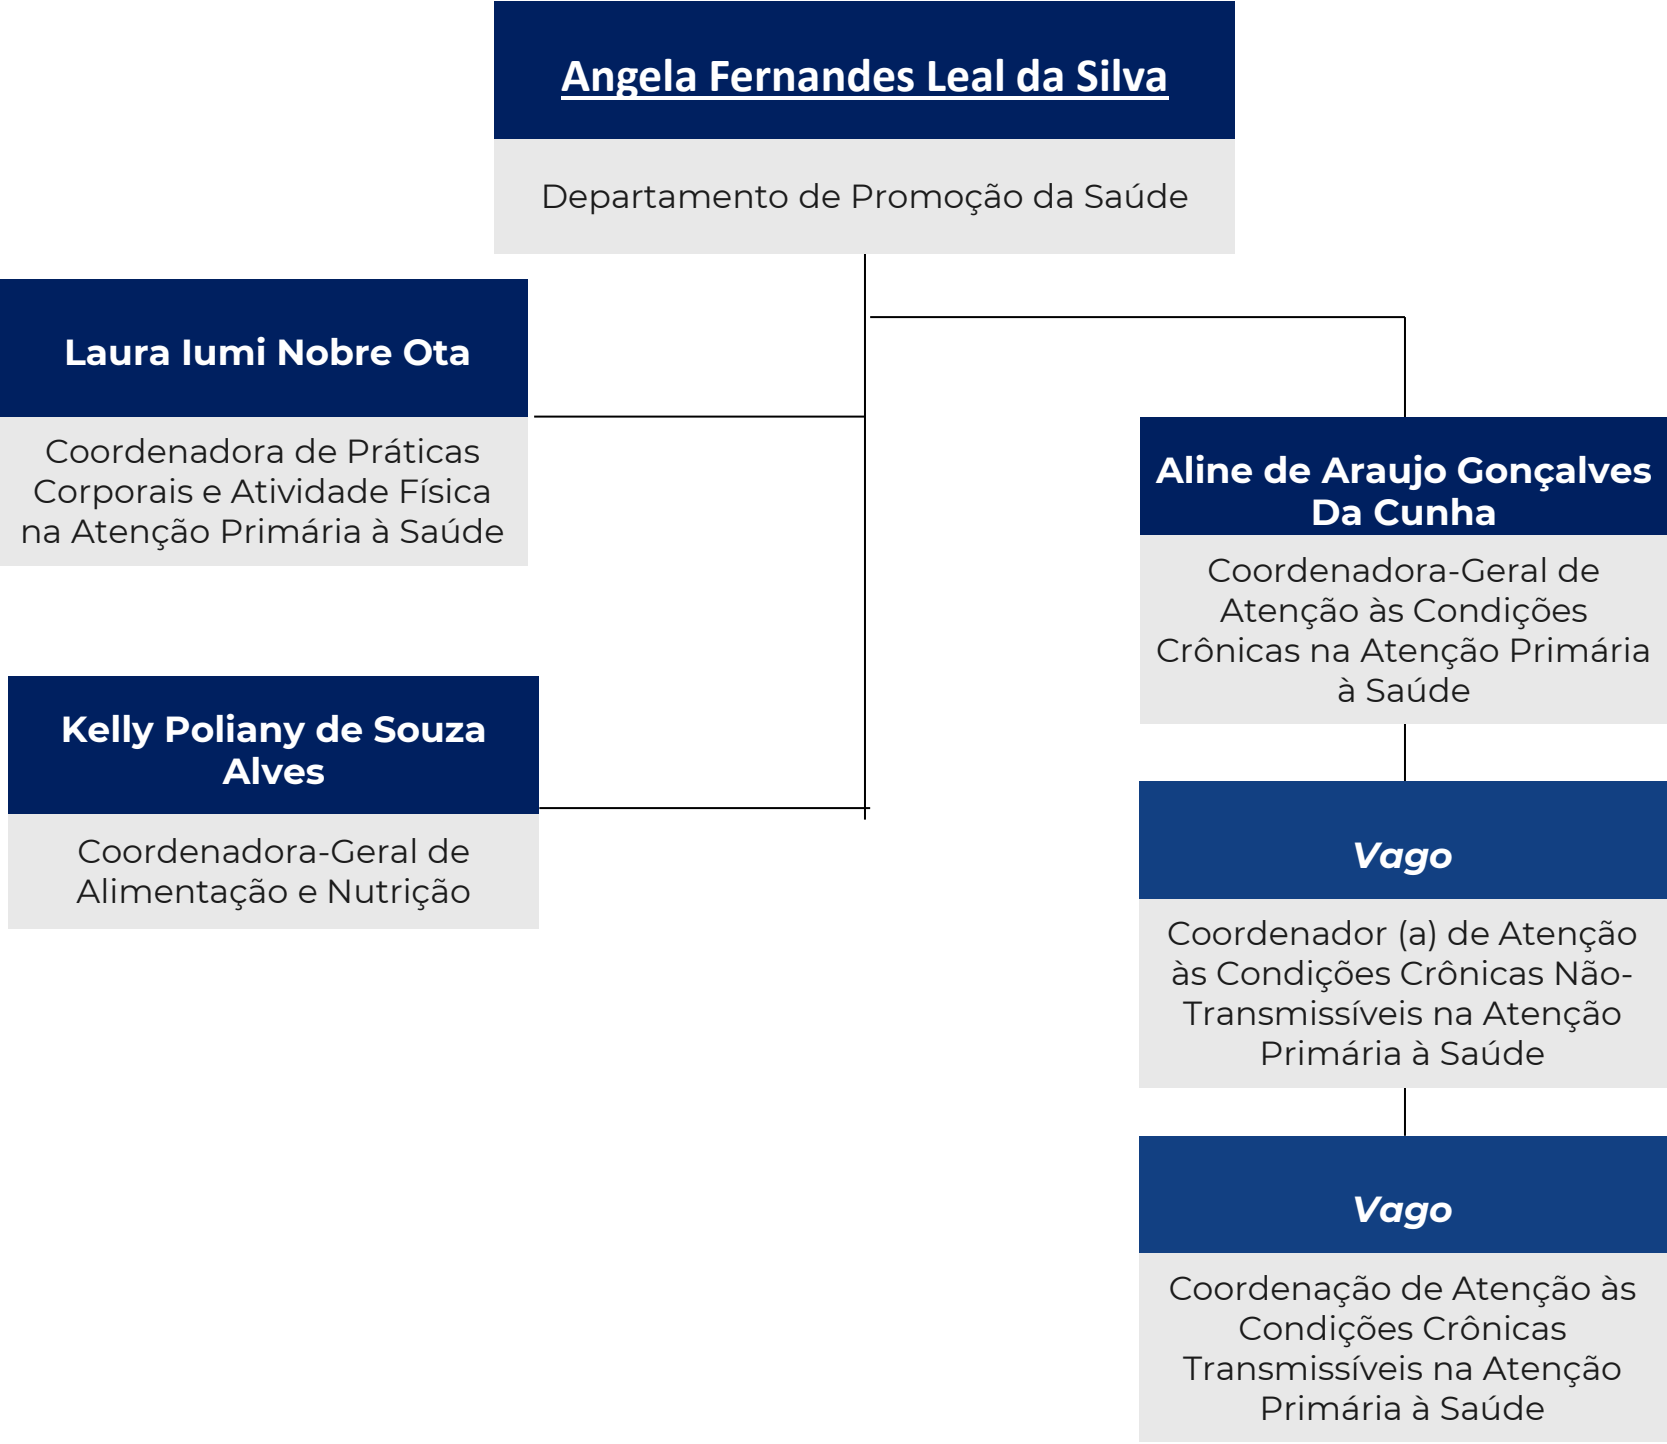 Angela Fernandes Leal da Silva
Departamento de Promoção da Saúde
Laura Iumi Nobre Ota
Coordenadora de Práticas
Corporais e Atividade Física
na Atenção Primária à Saúde
Kelly Poliany de Souza
Alves
Coordenadora-Geral de
Alimentação e Nutrição
Aline de Araujo Gonçalves
Da Cunha
Coordenadora-Geral de
Atenção às Condições
Crônicas na Atenção Primária
à Saúde
Vago
Coordenador (a) de Atenção
às Condições Crônicas Não-
Transmissíveis na Atenção
Primária à Saúde
Vago
Coordenação de Atenção às
Condições Crônicas
Transmissíveis na Atenção
Primária à Saúde